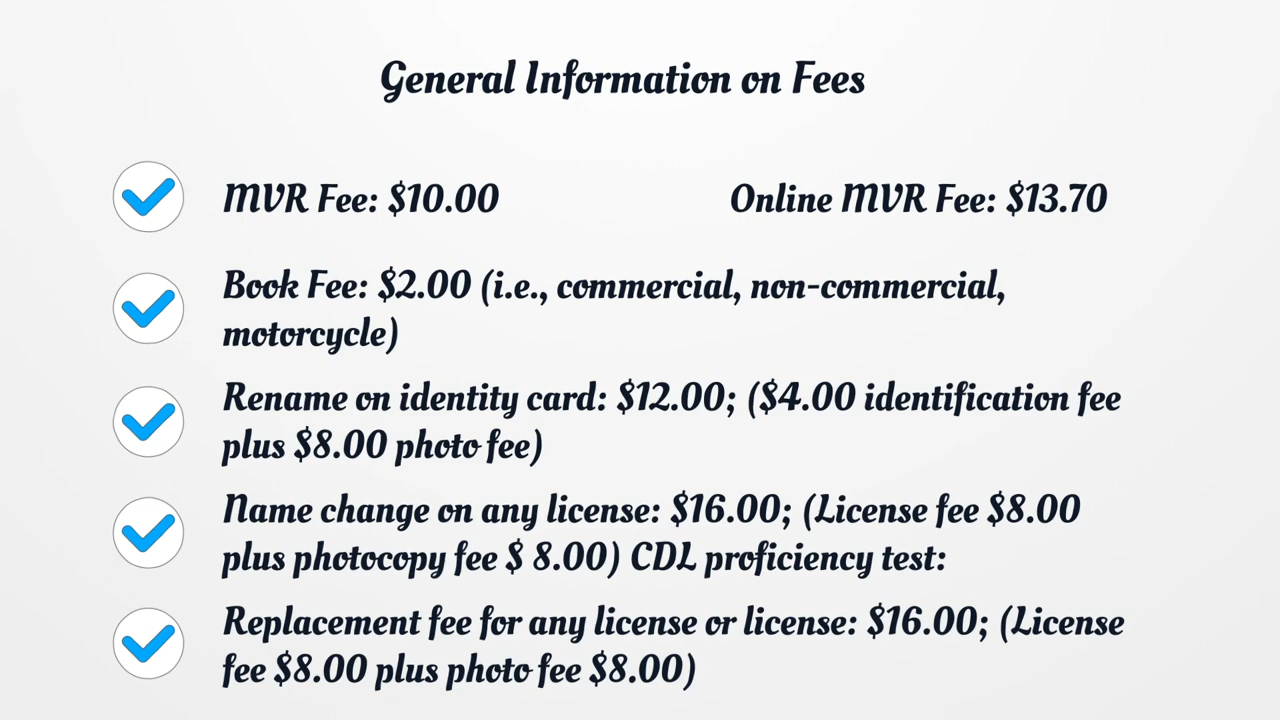 General Information on Fees
MVR Fee: $10.00 Online MVR Fee: $13.70
Book Fee: $2.00 (i.e., commercial, non-commercial,
motorcycle)
Rename on identity card: $12.00; ($4.00 identification fee
plus $8.00 photo fee)
Name change on any license: $16.00; (License fee $8.00
plus photocopy fee $ 8.00) CDL proficiency test:
Replacement fee for any license or license: $16.00; (License
fee $8.00 plus photo fee $8.00)